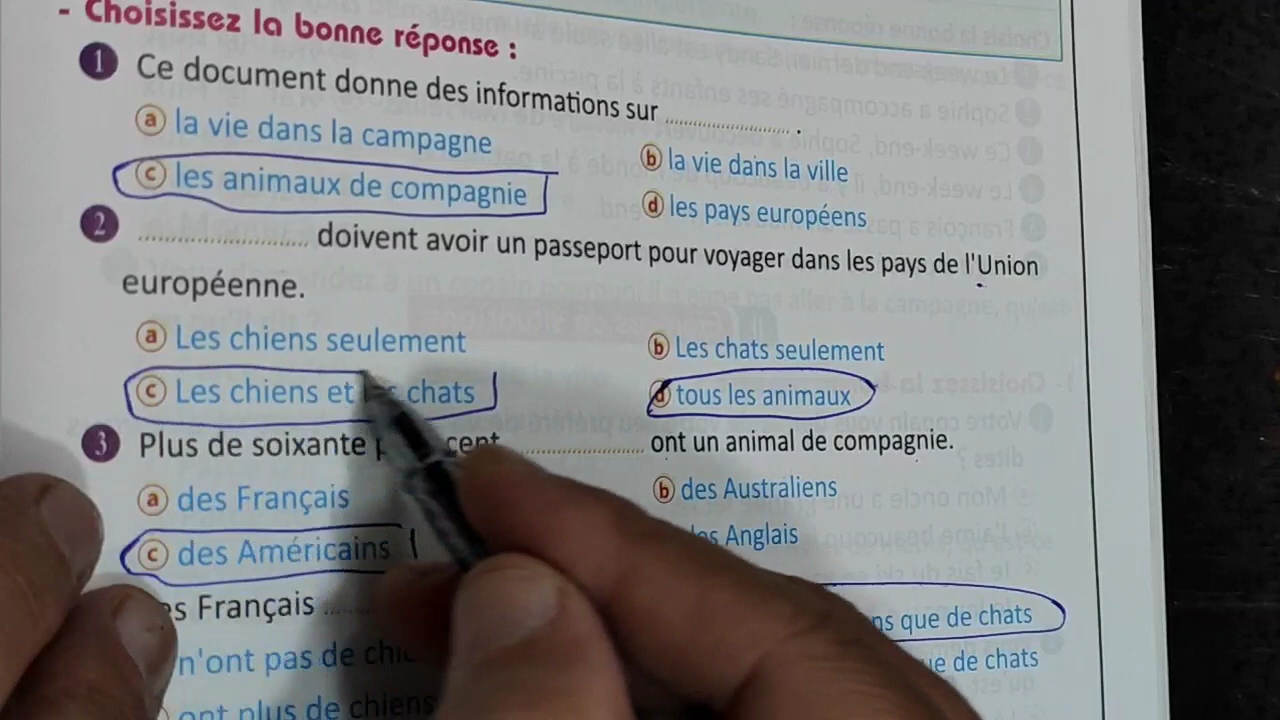 - Choisissez la bonne réponse :
1 Ce document donne des informations sur .................... .
a la vie dans la campagne
b la vie dans la ville
c les animaux de compagnie
d les pays européens
2 .......................... doivent avoir un passeport pour voyager dans les pays de l'Union
européenne.
a Les chiens seulement
b Les chats seulement
c Les chiens et chats
d tous les animaux
3 Plus de soixante cent .................... ont un animal de compagnie.
a des Français
b des Australiens
c des Américains
Anglais
Français ......
que de chats
n'ont pas de
de chats
ont plus de chiens